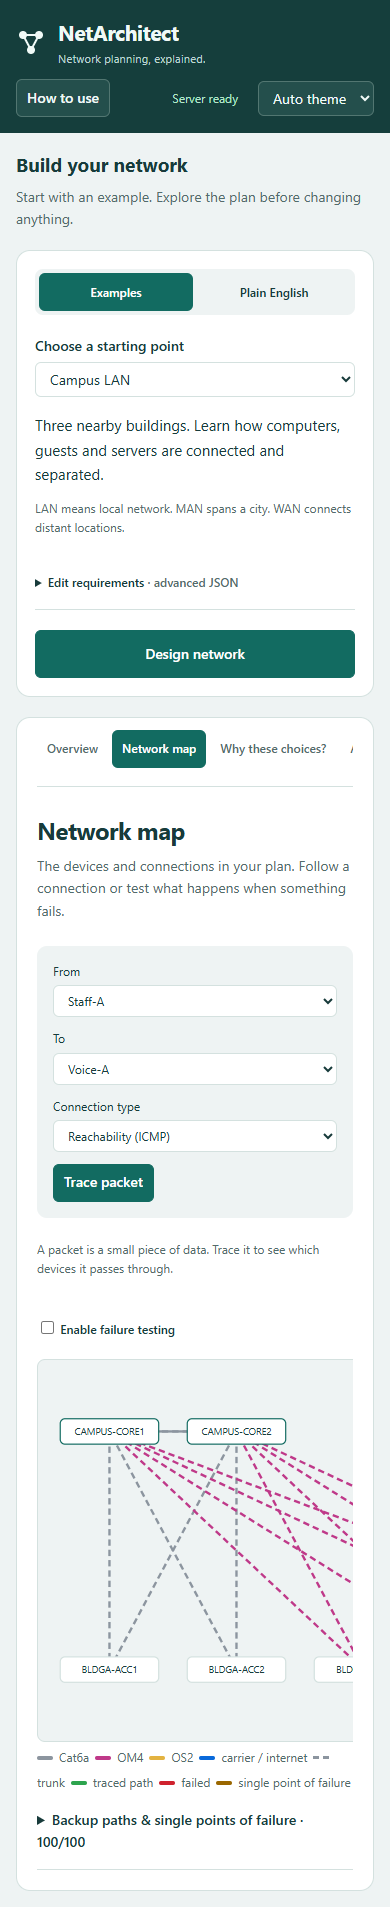 NetArchitect
Network planning, explained.
How to use
Server ready
Auto theme
Build your network
Start with an example. Explore the plan before changing
anything.
Examples
Plain English
Choose a starting point
Campus LAN
Three nearby buildings. Learn how computers,
guests and servers are connected and
separated.
LAN means local network. MAN spans a city. WAN connects
distant locations.
Edit requirements · advanced JSON
Design network
Overview
Network map
Why these choices?
Network map
The devices and connections in your plan. Follow a
connection or test what happens when something
fails.
From
Staff-A
To
Voice-A
Connection type
Reachability (ICMP)
Trace packet
A packet is a small piece of data. Trace it to see which
devices it passes through.
Enable failure testing
CAMPUS-CORE1
CAMPUS-CORE2
BLDGA-ACC1
BLDGA-ACC2
BLD
Cat6a OM4 OS2 carrier / internet
trunk traced path failed single point of failure
Backup paths & single points of failure ·
100/100